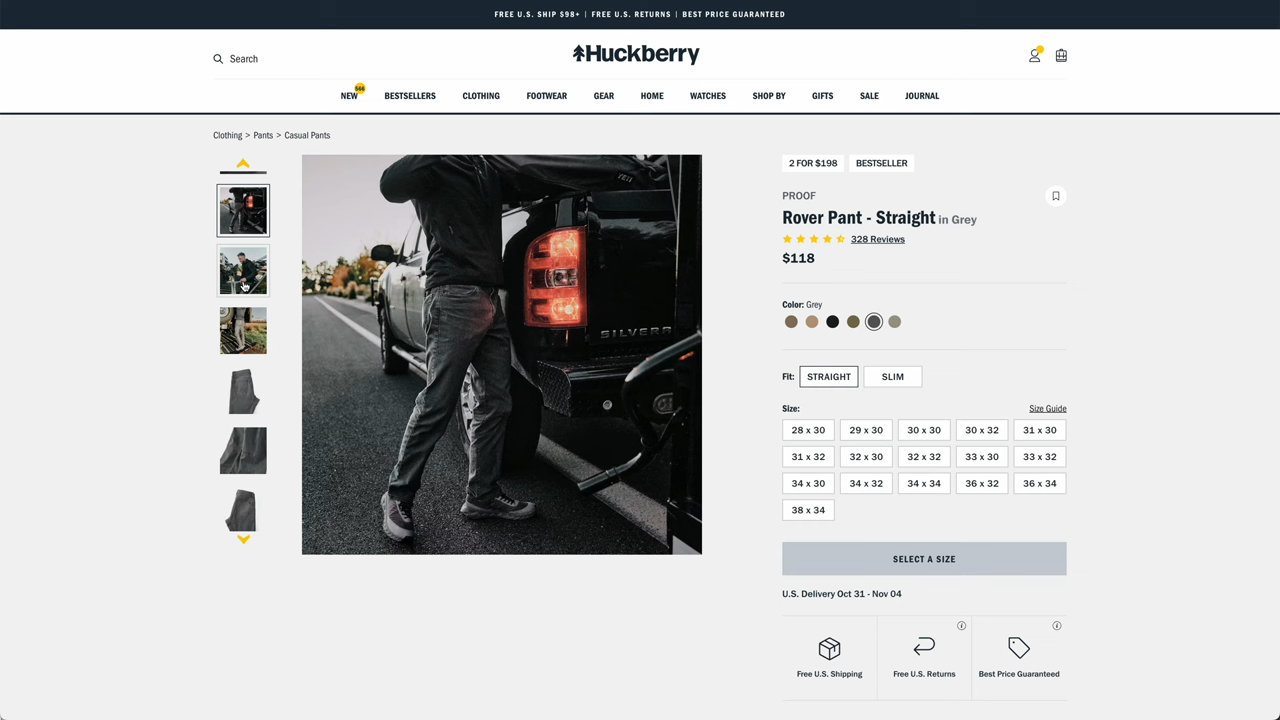 FREE U.S. SHIP $98+ | FREE U.S. RETURNS | BEST PRICE GUARANTEED
Search
Huckberry
NEW
BESTSELLERS
CLOTHING
FOOTWEAR
GEAR
HOME
WATCHES
SHOP BY
GIFTS
SALE
JOURNAL
Clothing > Pants > Casual Pants
YETI
SILVERA
2 FOR $198
BESTSELLER
PROOF
Rover Pant - Straight in Grey
328 Reviews
$118
Color: Grey
Fit: STRAIGHT SLIM
Size: Size Guide
28 x 30 29 x 30 30 x 30 30 x 32 31 x 30
31 x 32 32 x 30 32 x 32 33 x 30 33 x 32
34 x 30 34 x 32 34 x 34 36 x 32 36 x 34
38 x 34
SELECT A SIZE
U.S. Delivery Oct 31 - Nov 04
Free U.S. Shipping
Free U.S. Returns
Best Price Guaranteed